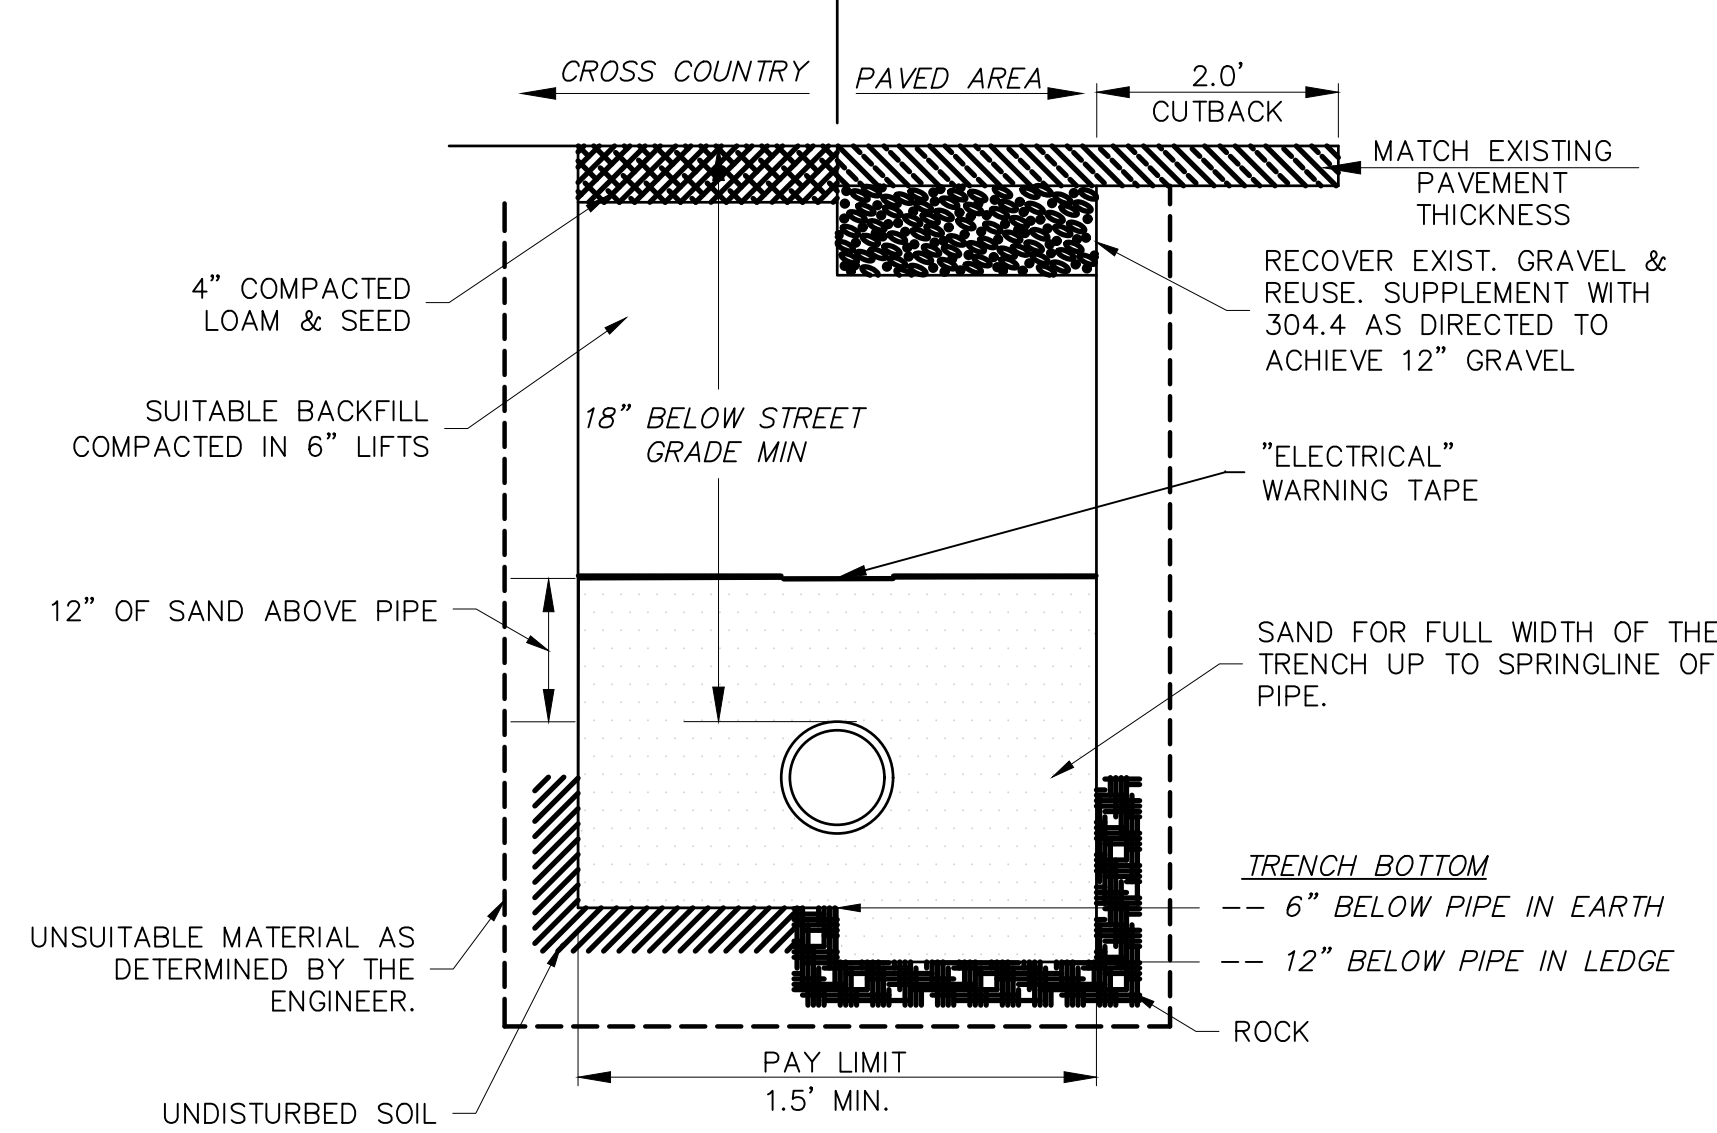 CROSS COUNTRY
PAVED AREA
2.0'
CUTBACK
MATCH EXISTING
PAVEMENT
THICKNESS
RECOVER EXIST. GRAVEL &
REUSE. SUPPLEMENT WITH
304.4 AS DIRECTED TO
ACHIEVE 12" GRAVEL
4" COMPACTED
LOAM & SEED
SUITABLE BACKFILL
COMPACTED IN 6" LIFTS
18" BELOW STREET
GRADE MIN
"ELECTRICAL"
WARNING TAPE
12" OF SAND ABOVE PIPE
SAND FOR FULL WIDTH OF THE
TRENCH UP TO SPRINGLINE OF
PIPE.
TRENCH BOTTOM
-- 6" BELOW PIPE IN EARTH
-- 12" BELOW PIPE IN LEDGE
UNSUITABLE MATERIAL AS
DETERMINED BY THE
ENGINEER.
ROCK
PAY LIMIT
1.5' MIN.
UNDISTURBED SOIL